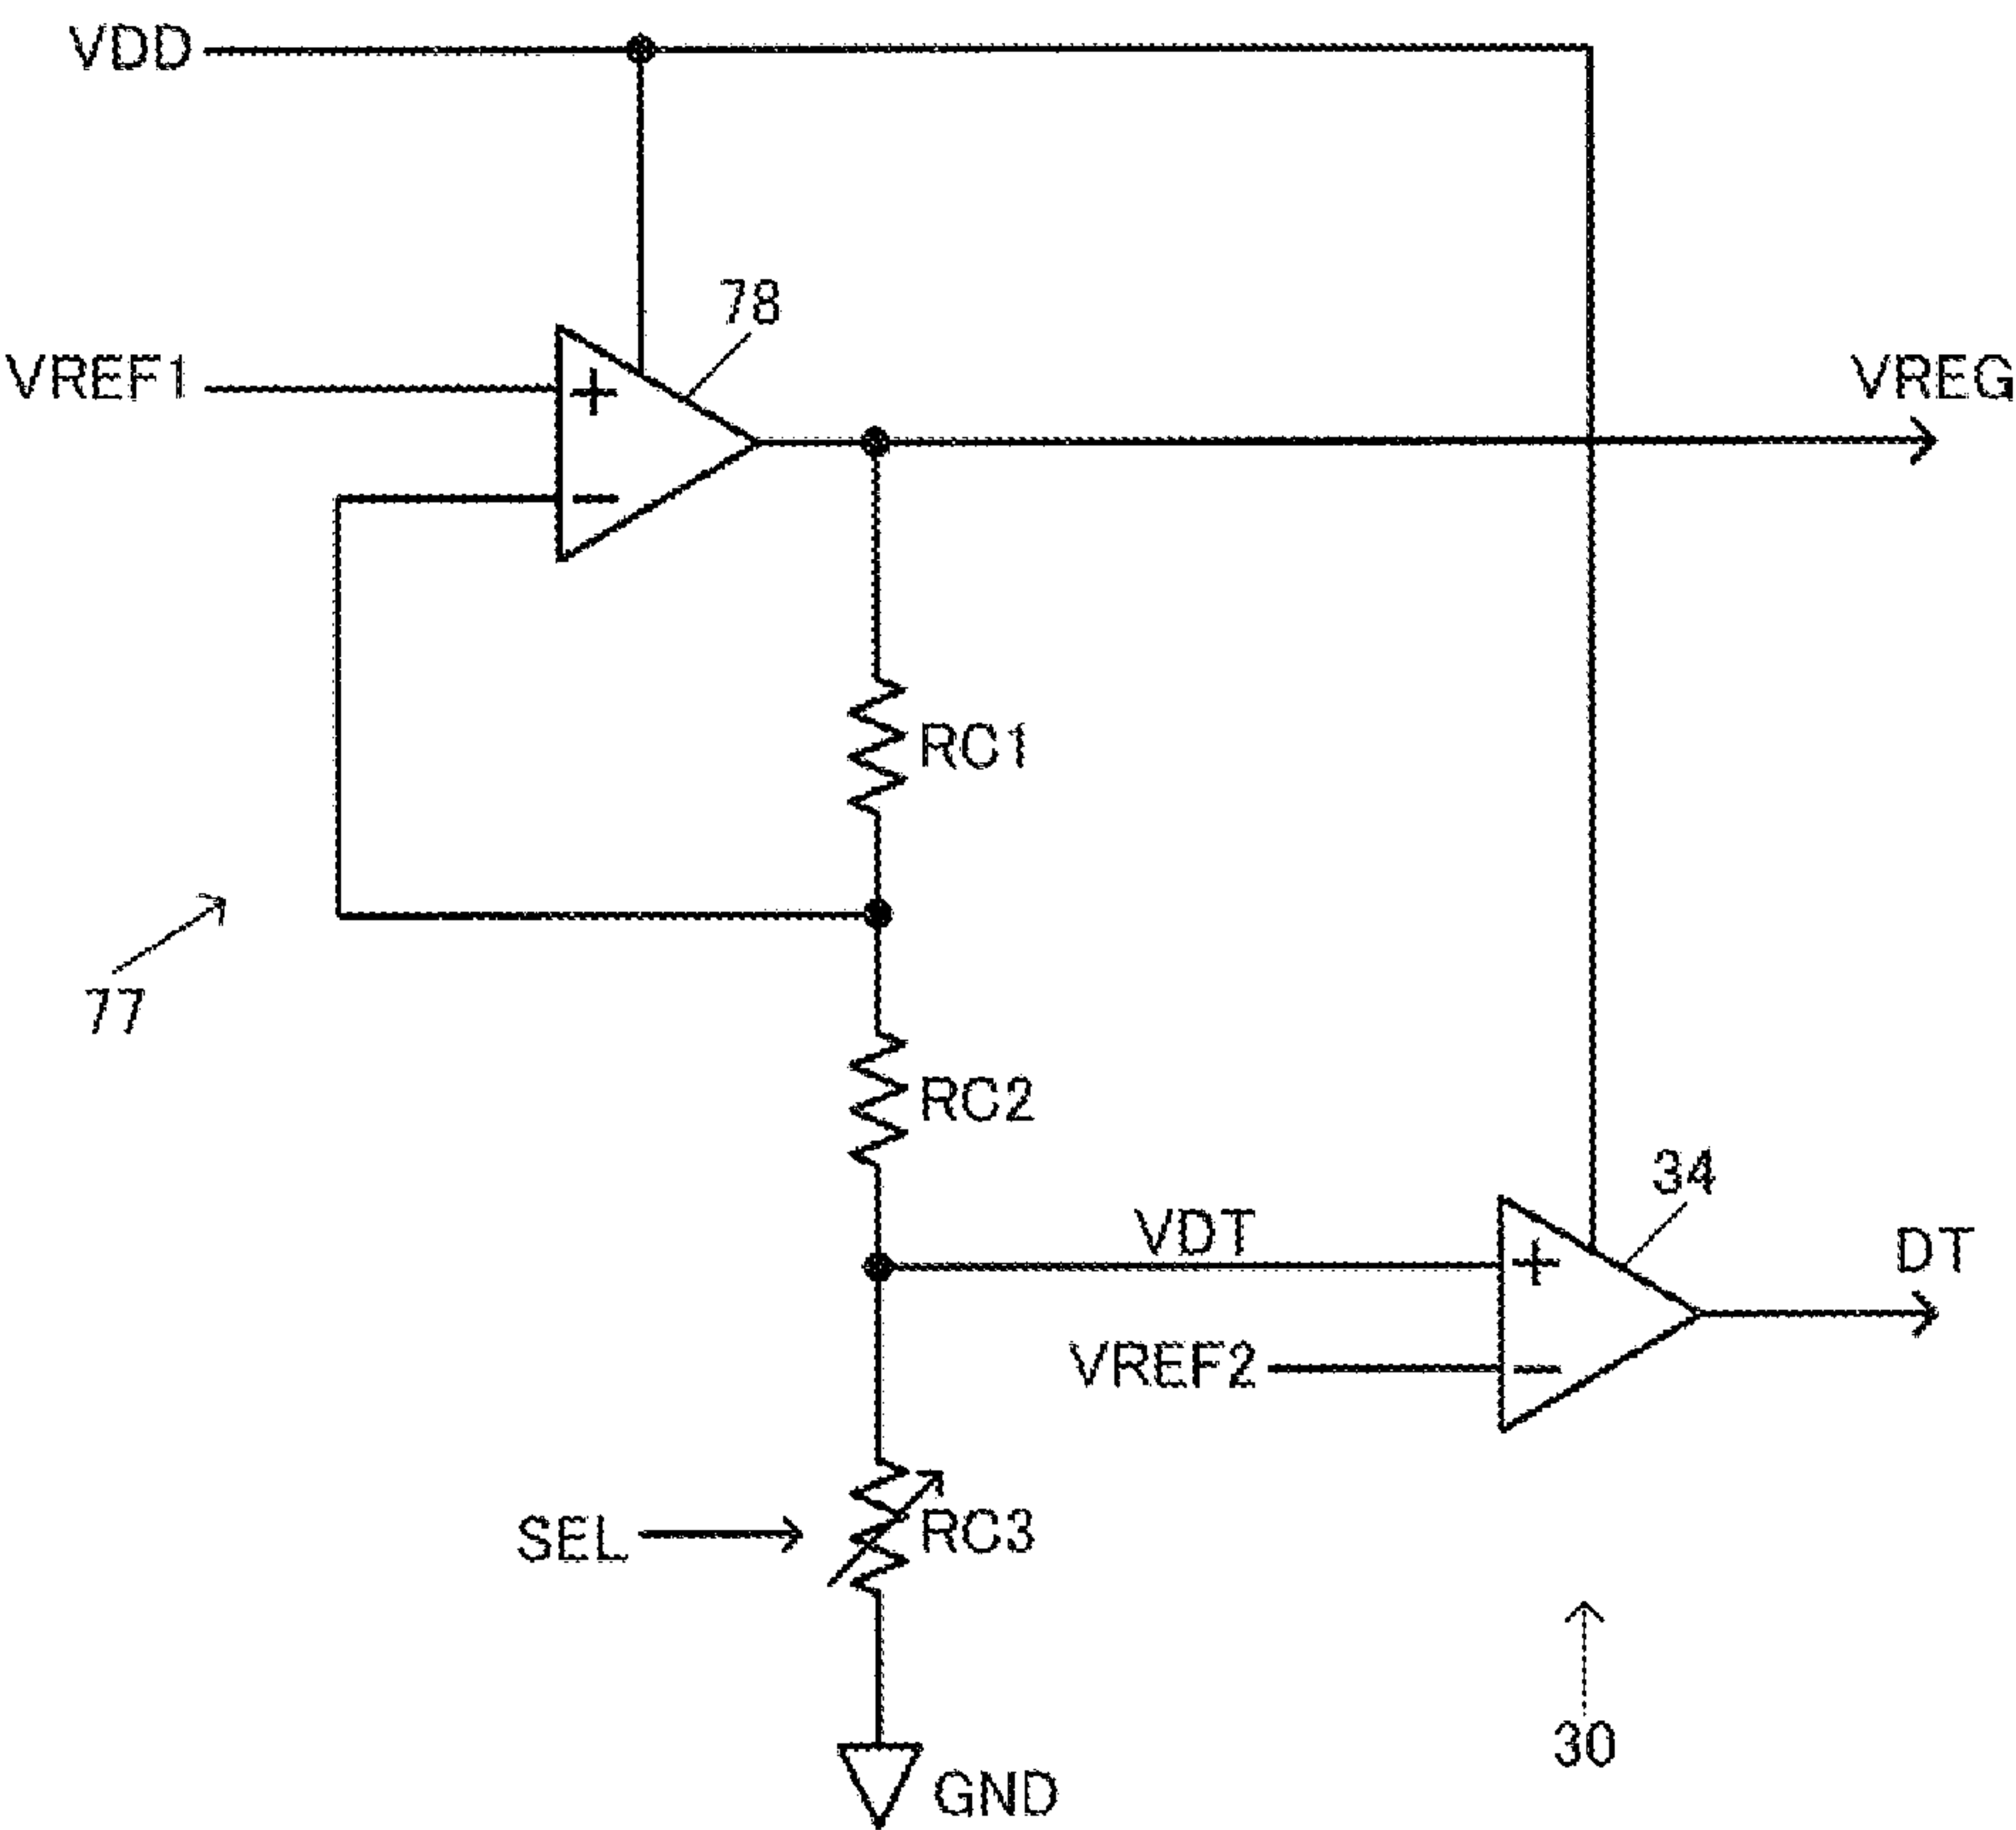 VDD
78
VREF1
+
VREG
−
RC1
77
RC2
34
VDT
+
DT
VREF2
−
SEL
RC3
30
GND